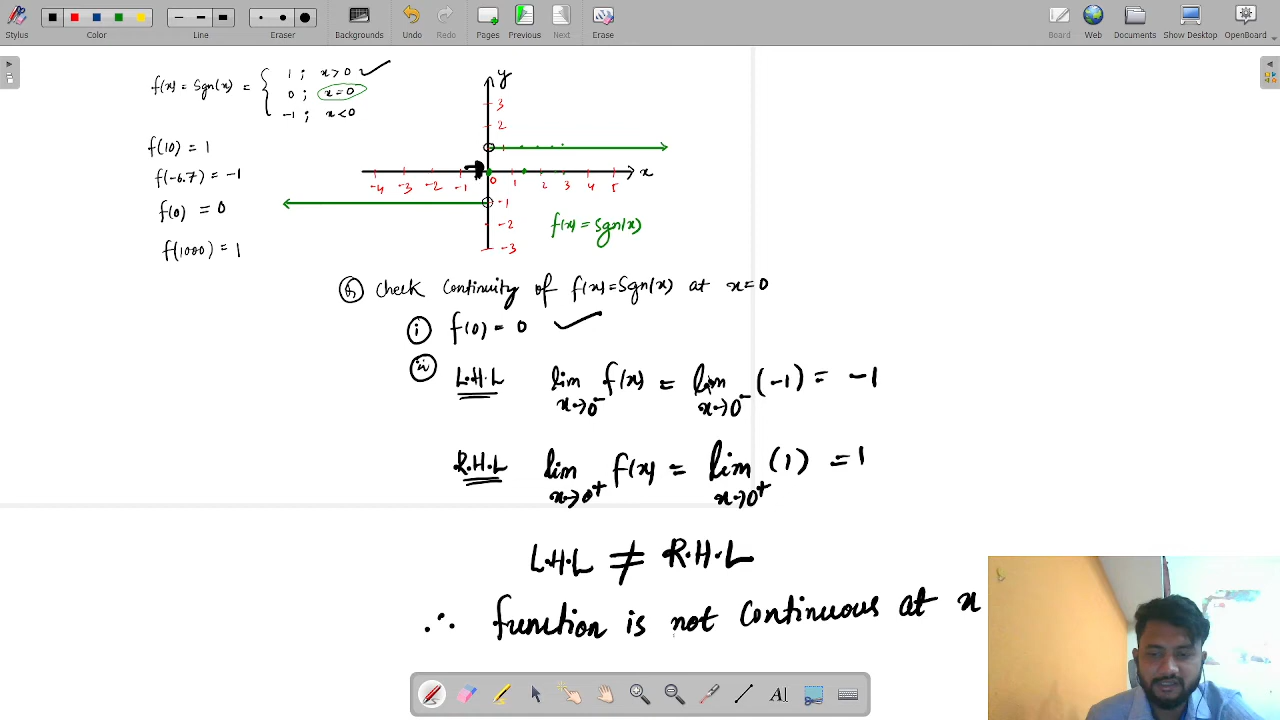 Stylus Color Line Eraser Backgrounds Undo Redo Pages Previous Next Erase Board Web Documents Show Desktop OpenBoard
f(x) = Sgn(x) = { 1 ; x>0 ✓
0 ; x=0
-1 ; x<0
f(10) = 1
f(-6.7) = -1
f(0) = 0
f(1000) = 1
y
3
2
-4 -3 -2 -1 0 1 2 3 4 5 x
-1
-2
-3
f(x) = Sgn(x)
Q Check Continuity of f(x)=Sgn(x) at x=0
i f(0) = 0 ✓
ii L.H.L lim x→0⁻ f(x) = lim x→0⁻ (-1) = -1
R.H.L lim x→0⁺ f(x) = lim x→0⁺ (1) = 1
L.H.L ≠ R.H.L
∴ function is not continuous at x